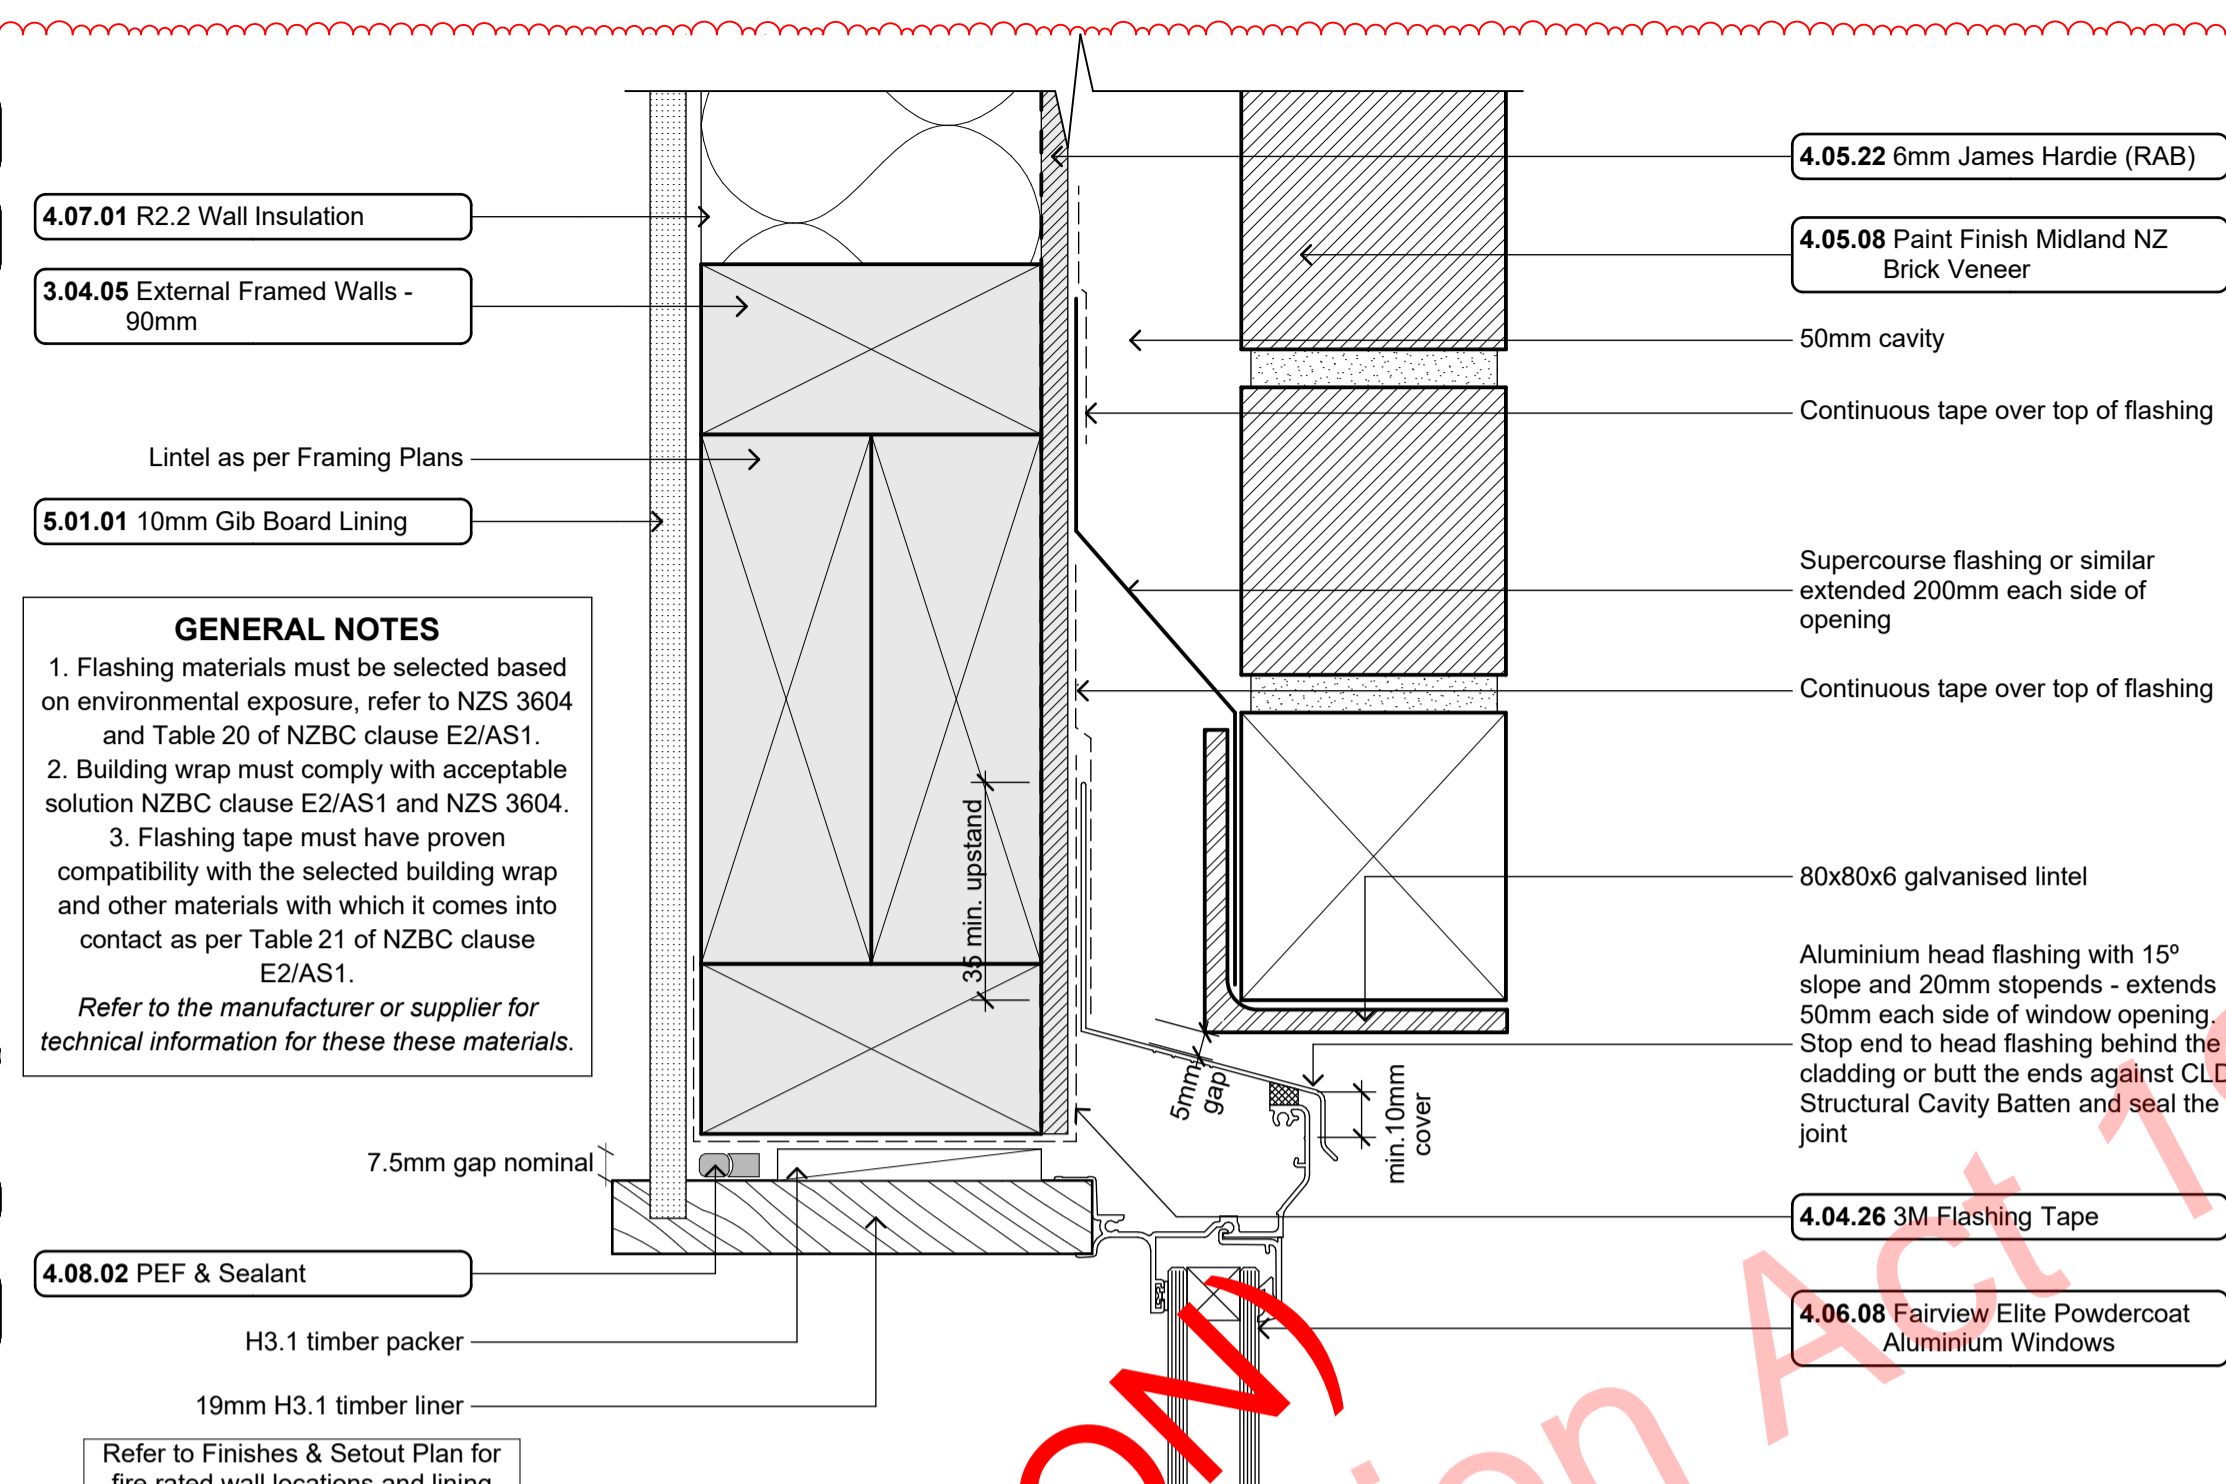 4.07.01 R2.2 Wall Insulation
3.04.05 External Framed Walls -
90mm
Lintel as per Framing Plans
5.01.01 10mm Gib Board Lining
GENERAL NOTES
1. Flashing materials must be selected based
on environmental exposure, refer to NZS 3604
and Table 20 of NZBC clause E2/AS1.
2. Building wrap must comply with acceptable
solution NZBC clause E2/AS1 and NZS 3604.
3. Flashing tape must have proven
compatibility with the selected building wrap
and other materials with which it comes into
contact as per Table 21 of NZBC clause
E2/AS1.
Refer to the manufacturer or supplier for
technical information for these these materials.
7.5mm gap nominal
4.08.02 PEF & Sealant
H3.1 timber packer
19mm H3.1 timber liner
Refer to Finishes & Setout Plan for
fire rated wall locations and lining
35 min. upstand
5mm
gap
min.10mm
cover
4.05.22 6mm James Hardie (RAB)
4.05.08 Paint Finish Midland NZ
Brick Veneer
50mm cavity
Continuous tape over top of flashing
Supercourse flashing or similar
extended 200mm each side of
opening
Continuous tape over top of flashing
80x80x6 galvanised lintel
Aluminium head flashing with 15º
slope and 20mm stopends - extends
50mm each side of window opening.
Stop end to head flashing behind the
cladding or butt the ends against CLD
Structural Cavity Batten and seal the
joint
4.04.26 3M Flashing Tape
4.06.08 Fairview Elite Powdercoat
Aluminium Windows
ON)
ion Act 1